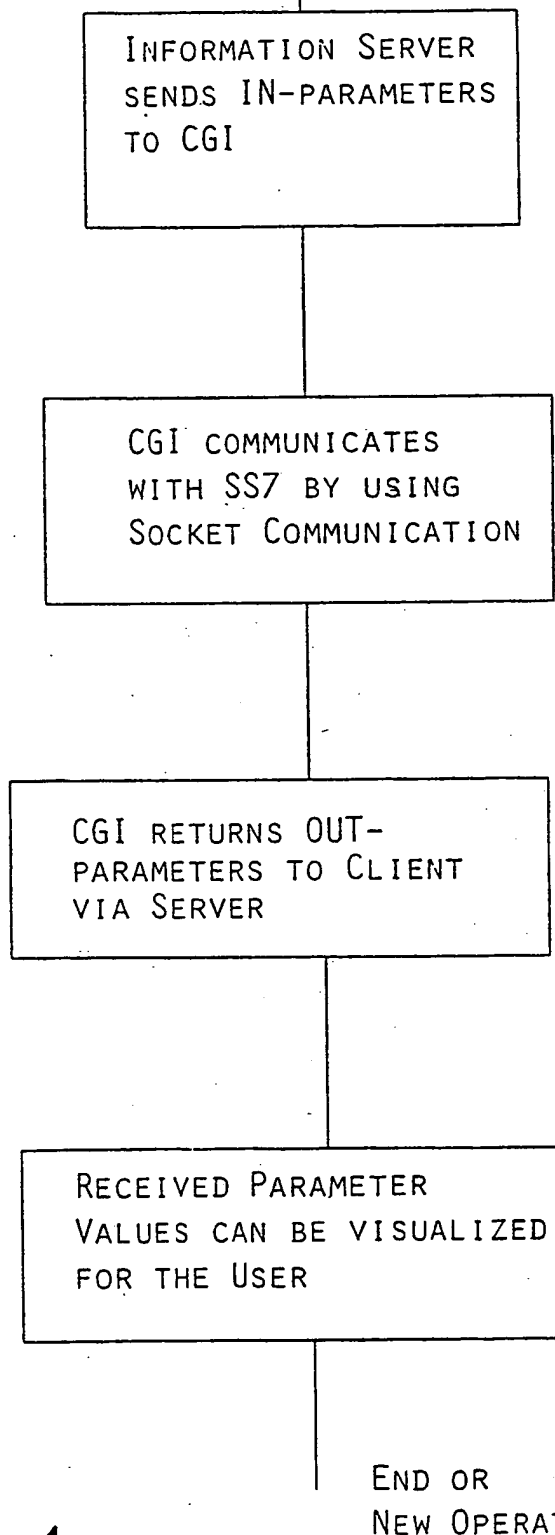 INFORMATION SERVER
SENDS IN-PARAMETERS
TO CGI
CGI COMMUNICATES
WITH SS7 BY USING
SOCKET COMMUNICATION
CGI RETURNS OUT-
PARAMETERS TO CLIENT
VIA SERVER
RECEIVED PARAMETER
VALUES CAN BE VISUALIZED
FOR THE USER
END OR
NEW